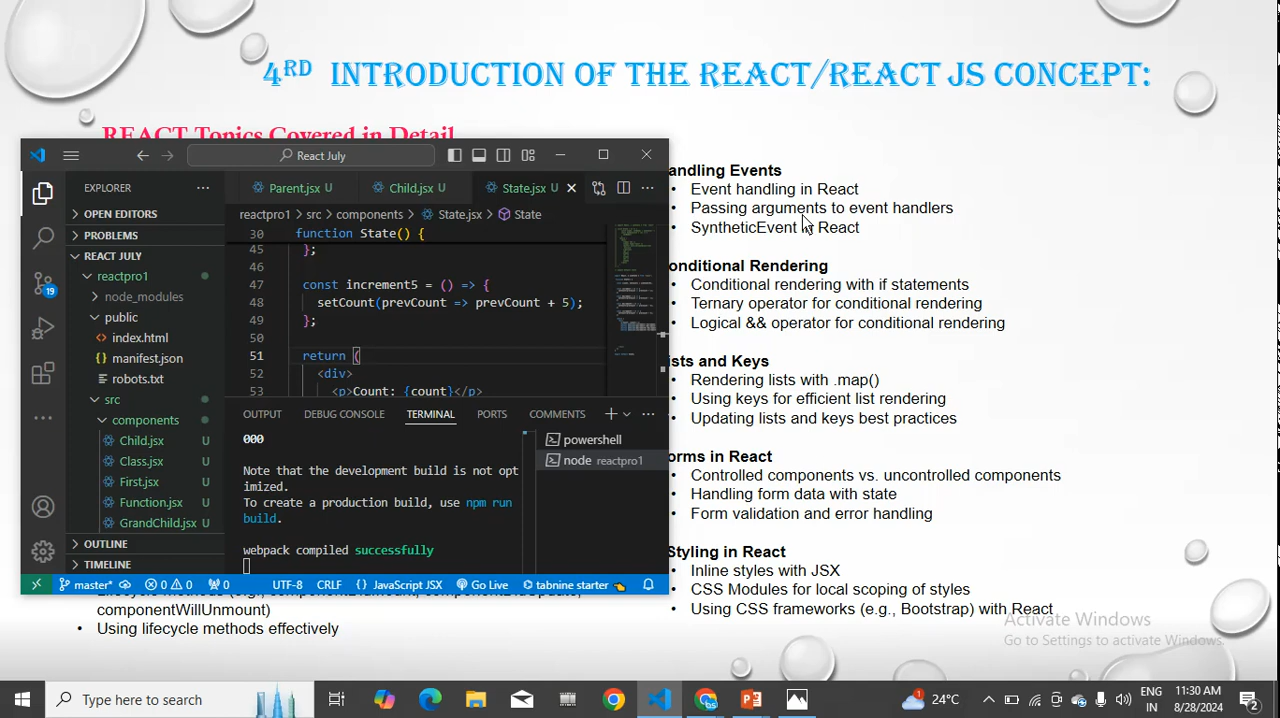 4RD INTRODUCTION OF THE REACT/REACT JS CONCEPT:
REACT Topics Covered in Detail
React July
EXPLORER
OPEN EDITORS
PROBLEMS
REACT JULY
reactpro1
node_modules
public
index.html
manifest.json
robots.txt
src
components
Child.jsx U
Class.jsx U
First.jsx U
Function.jsx U
GrandChild.jsx U
OUTLINE
TIMELINE
19
Parent.jsx U
Child.jsx U
State.jsx U
reactpro1 > src > components > State.jsx > State
30 function State() {
45 };
46
47 const increment5 = () => {
48 setCount(prevCount => prevCount + 5);
49 };
50
51 return (
52 <div>
53 <p>Count: {count}</p>
OUTPUT DEBUG CONSOLE TERMINAL PORTS COMMENTS
000
Note that the development build is not opt
imized.
To create a production build, use npm run
build.
webpack compiled successfully
powershell
node reactpro1
master* 0 0 0 UTF-8 CRLF {} JavaScript JSX Go Live tabnine starter
componentWillUnmount)
• Using lifecycle methods effectively
andling Events
• Event handling in React
• Passing arguments to event handlers
• SyntheticEvent in React
onditional Rendering
• Conditional rendering with if statements
• Ternary operator for conditional rendering
• Logical && operator for conditional rendering
ists and Keys
• Rendering lists with .map()
• Using keys for efficient list rendering
• Updating lists and keys best practices
orms in React
• Controlled components vs. uncontrolled components
• Handling form data with state
• Form validation and error handling
Styling in React
• Inline styles with JSX
• CSS Modules for local scoping of styles
• Using CSS frameworks (e.g., Bootstrap) with React
Activate Windows
Go to Settings to activate Windows.
Type here to search
1
24°C
ENG
IN
11:30 AM
8/28/2024
2